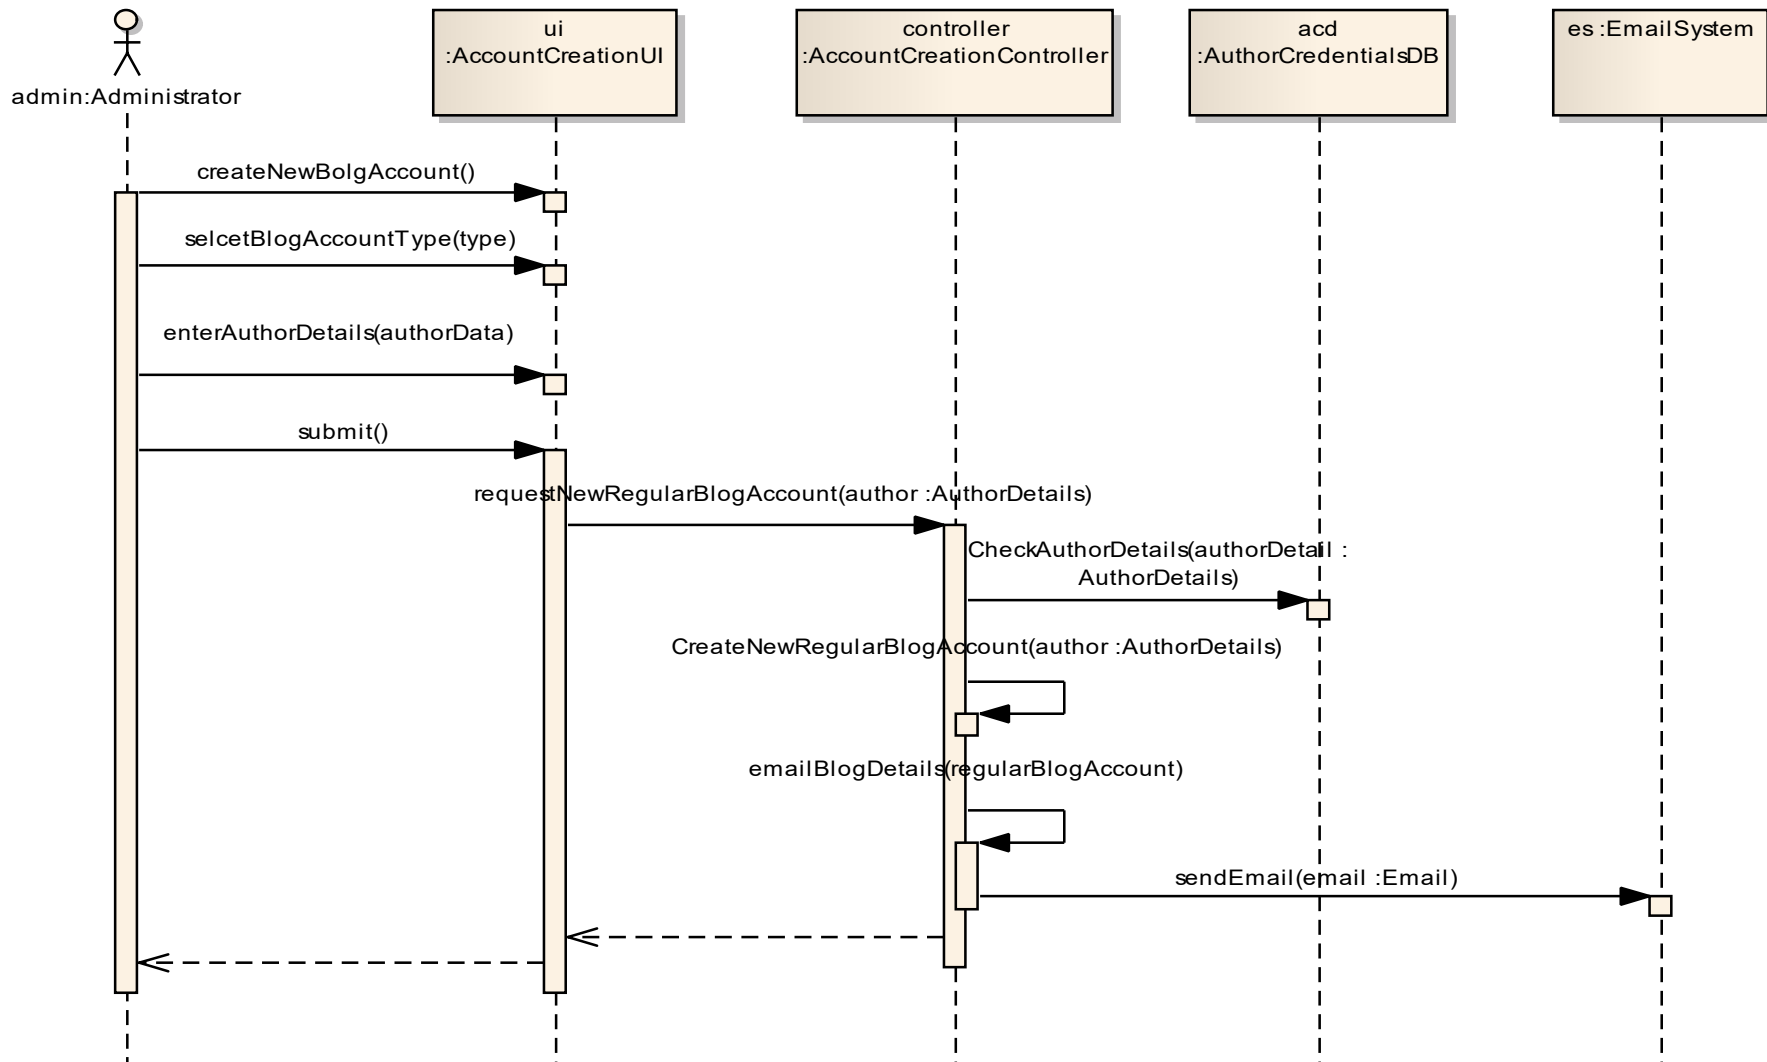 admin:Administrator
ui
:AccountCreationUI
controller
:AccountCreationController
acd
:AuthorCredentialsDB
es :EmailSystem
createNewBolgAccount()
selcetBlogAccountType(type)
enterAuthorDetails(authorData)
submit()
requestNewRegularBlogAccount(author :AuthorDetails)
CheckAuthorDetails(authorDetail :
AuthorDetails)
CreateNewRegularBlogAccount(author :AuthorDetails)
emailBlogDetails(regularBlogAccount)
sendEmail(email :Email)